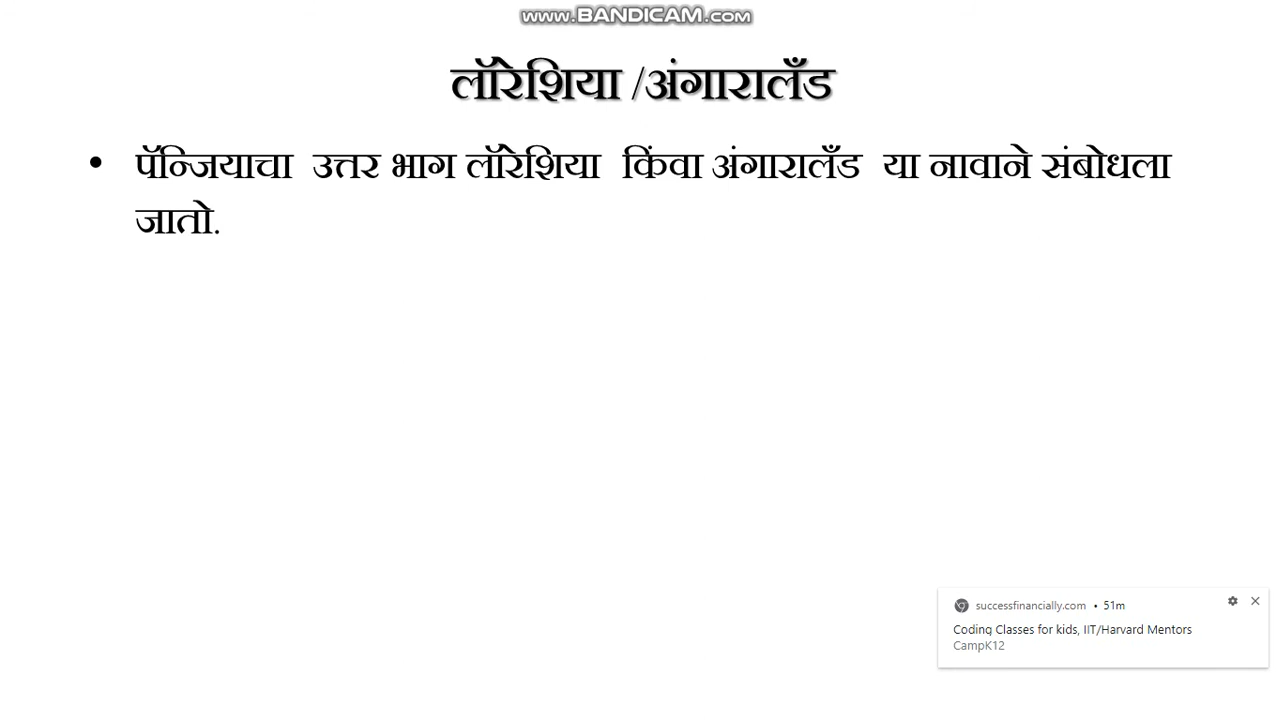 www.BANDICAM.com
लॉरेशिया /अंगारालँड
• पॅन्जियाचा उत्तर भाग लॉरेशिया किंवा अंगारालँड या नावाने संबोधला
जातो.
successfinancially.com • 51m
Coding Classes for kids, IIT/Harvard Mentors
CampK12